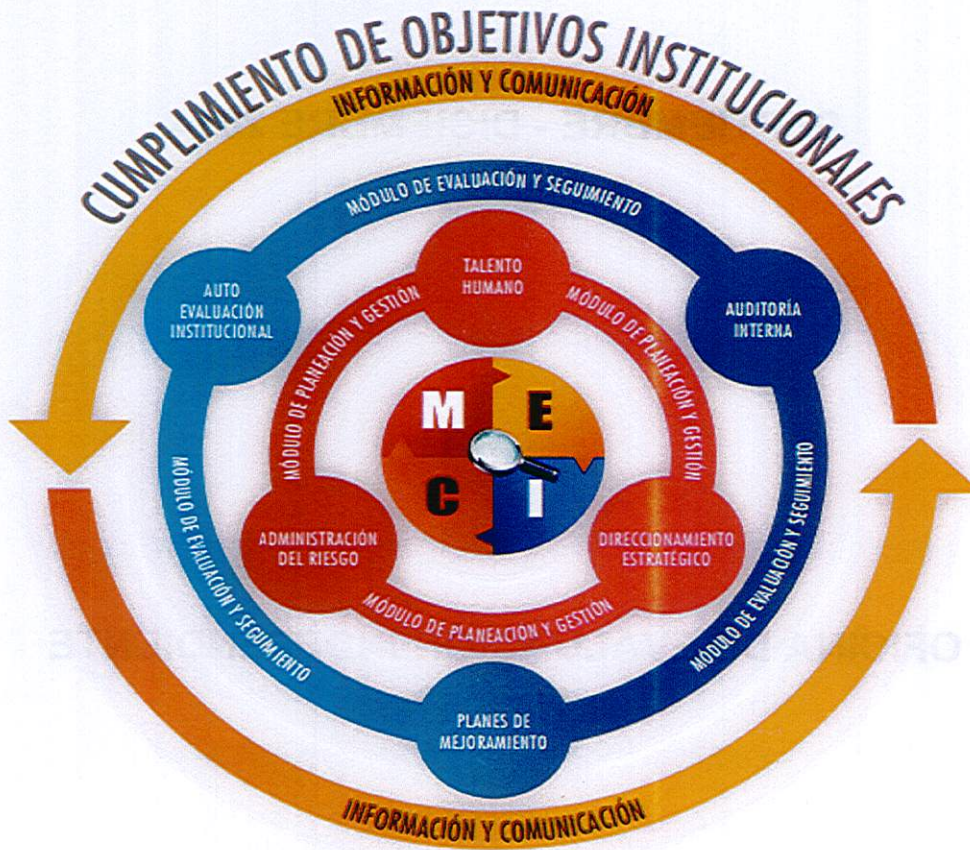 CUMPLIMIENTO DE OBJETIVOS INSTITUCIONALES
INFORMACIÓN Y COMUNICACIÓN
MÓDULO DE EVALUACIÓN Y SEGUIMIENTO
TALENTO
HUMANO
AUTO
EVALUACIÓN
INSTITUCIONAL
AUDITORÍA
INTERNA
MÓDULO DE PLANEACIÓN Y GESTIÓN
MÓDULO DE PLANEACIÓN Y GESTIÓN
M E
C I
ADMINISTRACIÓN
DEL RIESGO
DIRECCIONAMIENTO
ESTRATÉGICO
MÓDULO DE PLANEACIÓN Y GESTIÓN
MÓDULO DE EVALUACIÓN Y SEGUIMIENTO
MÓDULO DE EVALUACIÓN Y SEGUIMIENTO
PLANES DE
MEJORAMIENTO
INFORMACIÓN Y COMUNICACIÓN